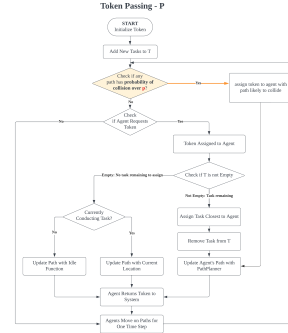 Token Passing - P
START
Initialize Token
Add New Tasks to T
Check if any
path has probability of
collision over p?
Yes
assign token to agent with
path likely to collide
No
Check
if Agent Requests
Token
No
Yes
Token Assigned to Agent
Check if T is not Empty
Empty: No task remaining to assign
Not Empty: Task remaining
Currently
Conducting Task?
Assign Task Closest to Agent
No
Yes
Remove Task from T
Update Path with Idle
Function
Update Path with Current
Location
Update Agent's Path with
PathPlanner
Agent Returns Token to
System
Agents Move on Paths for
One Time Step